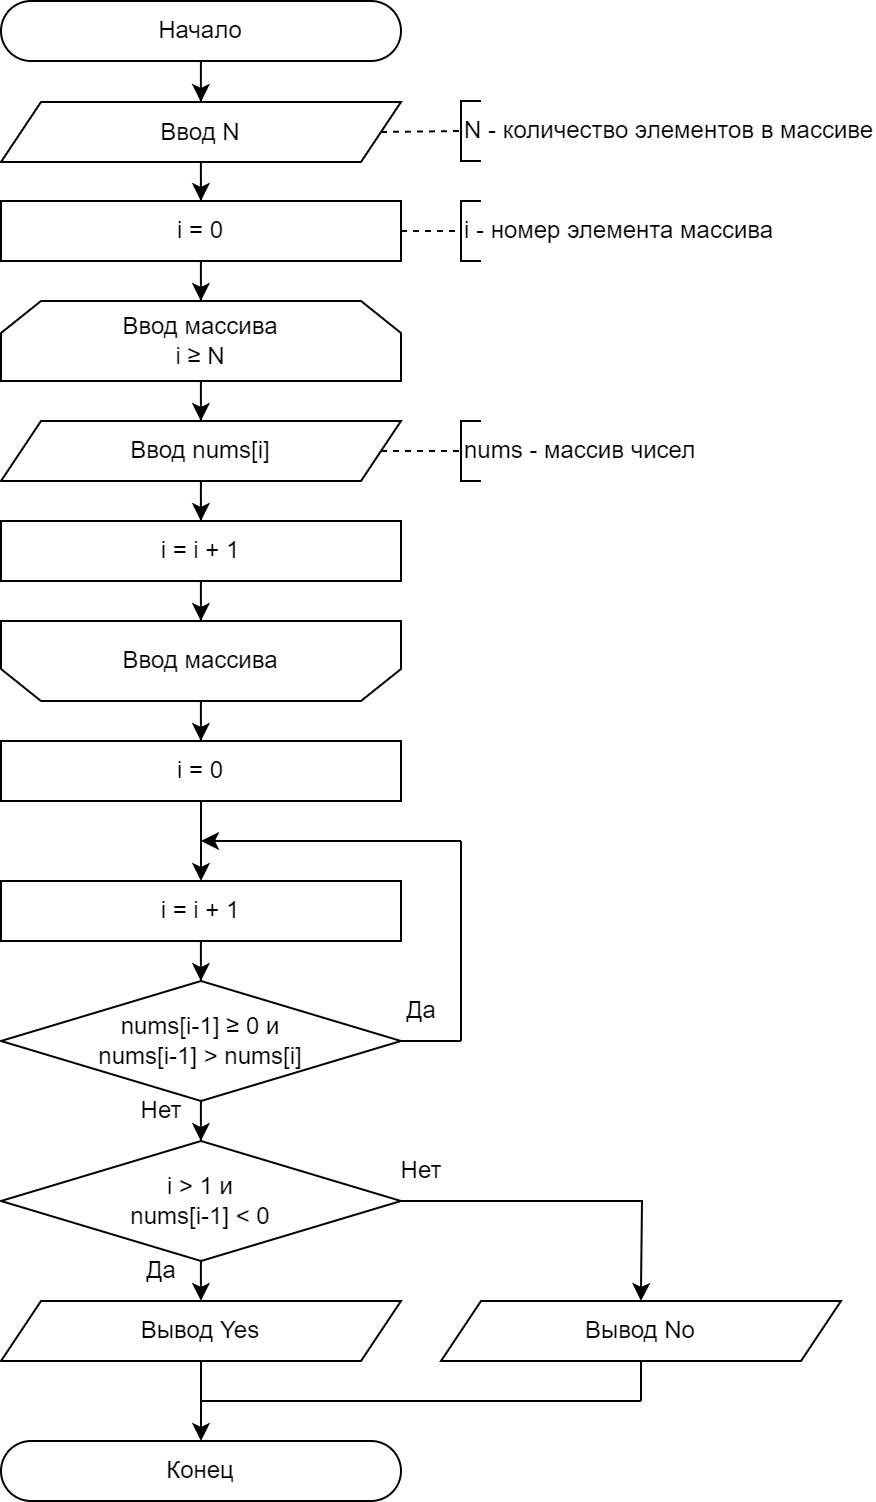 Начало
Ввод N
N - количество элементов в массиве
i = 0
i - номер элемента массива
Ввод массива
i ≥ N
Ввод nums[i]
nums - массив чисел
i = i + 1
Ввод массива
i = 0
i = i + 1
Да
nums[i-1] ≥ 0 и
nums[i-1] > nums[i]
Нет
Нет
i > 1 и
nums[i-1] < 0
Да
Вывод Yes
Вывод No
Конец